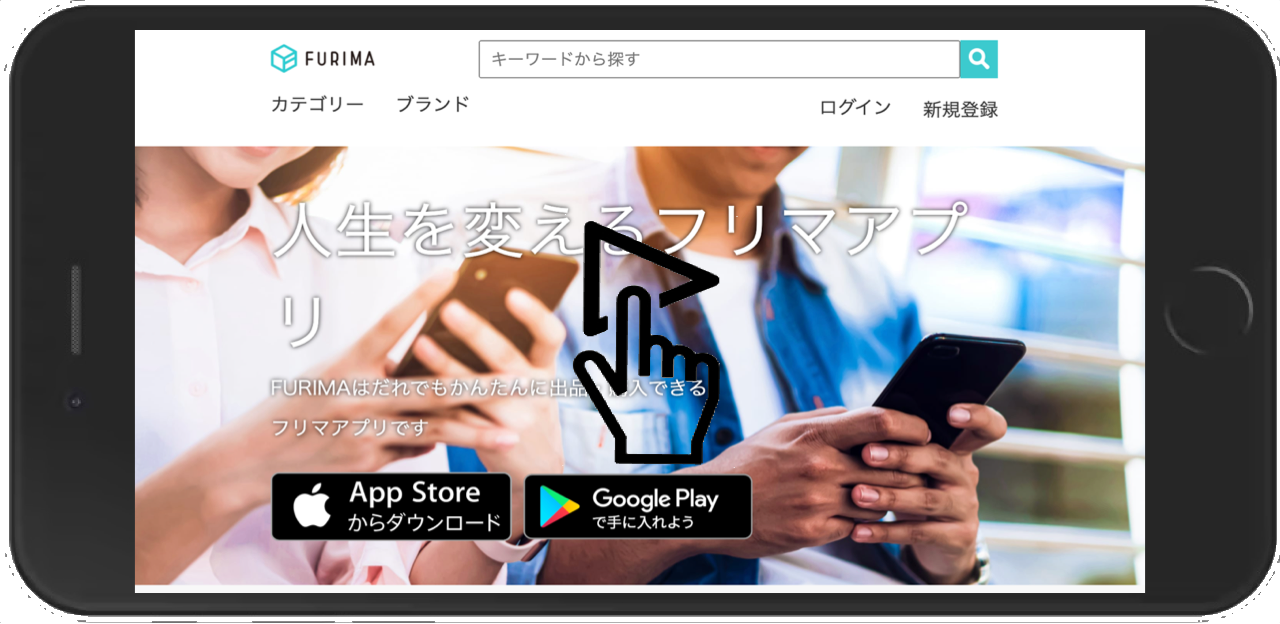 FURIMA
キーワードから探す
カテゴリー ブランド ログイン 新規登録
人生を変えるフリマアプ
リ
FURIMAはだれでもかんたんに出品 入できる
フリマアプリです
App Store
からダウンロード
Google Play
で手に入れよう